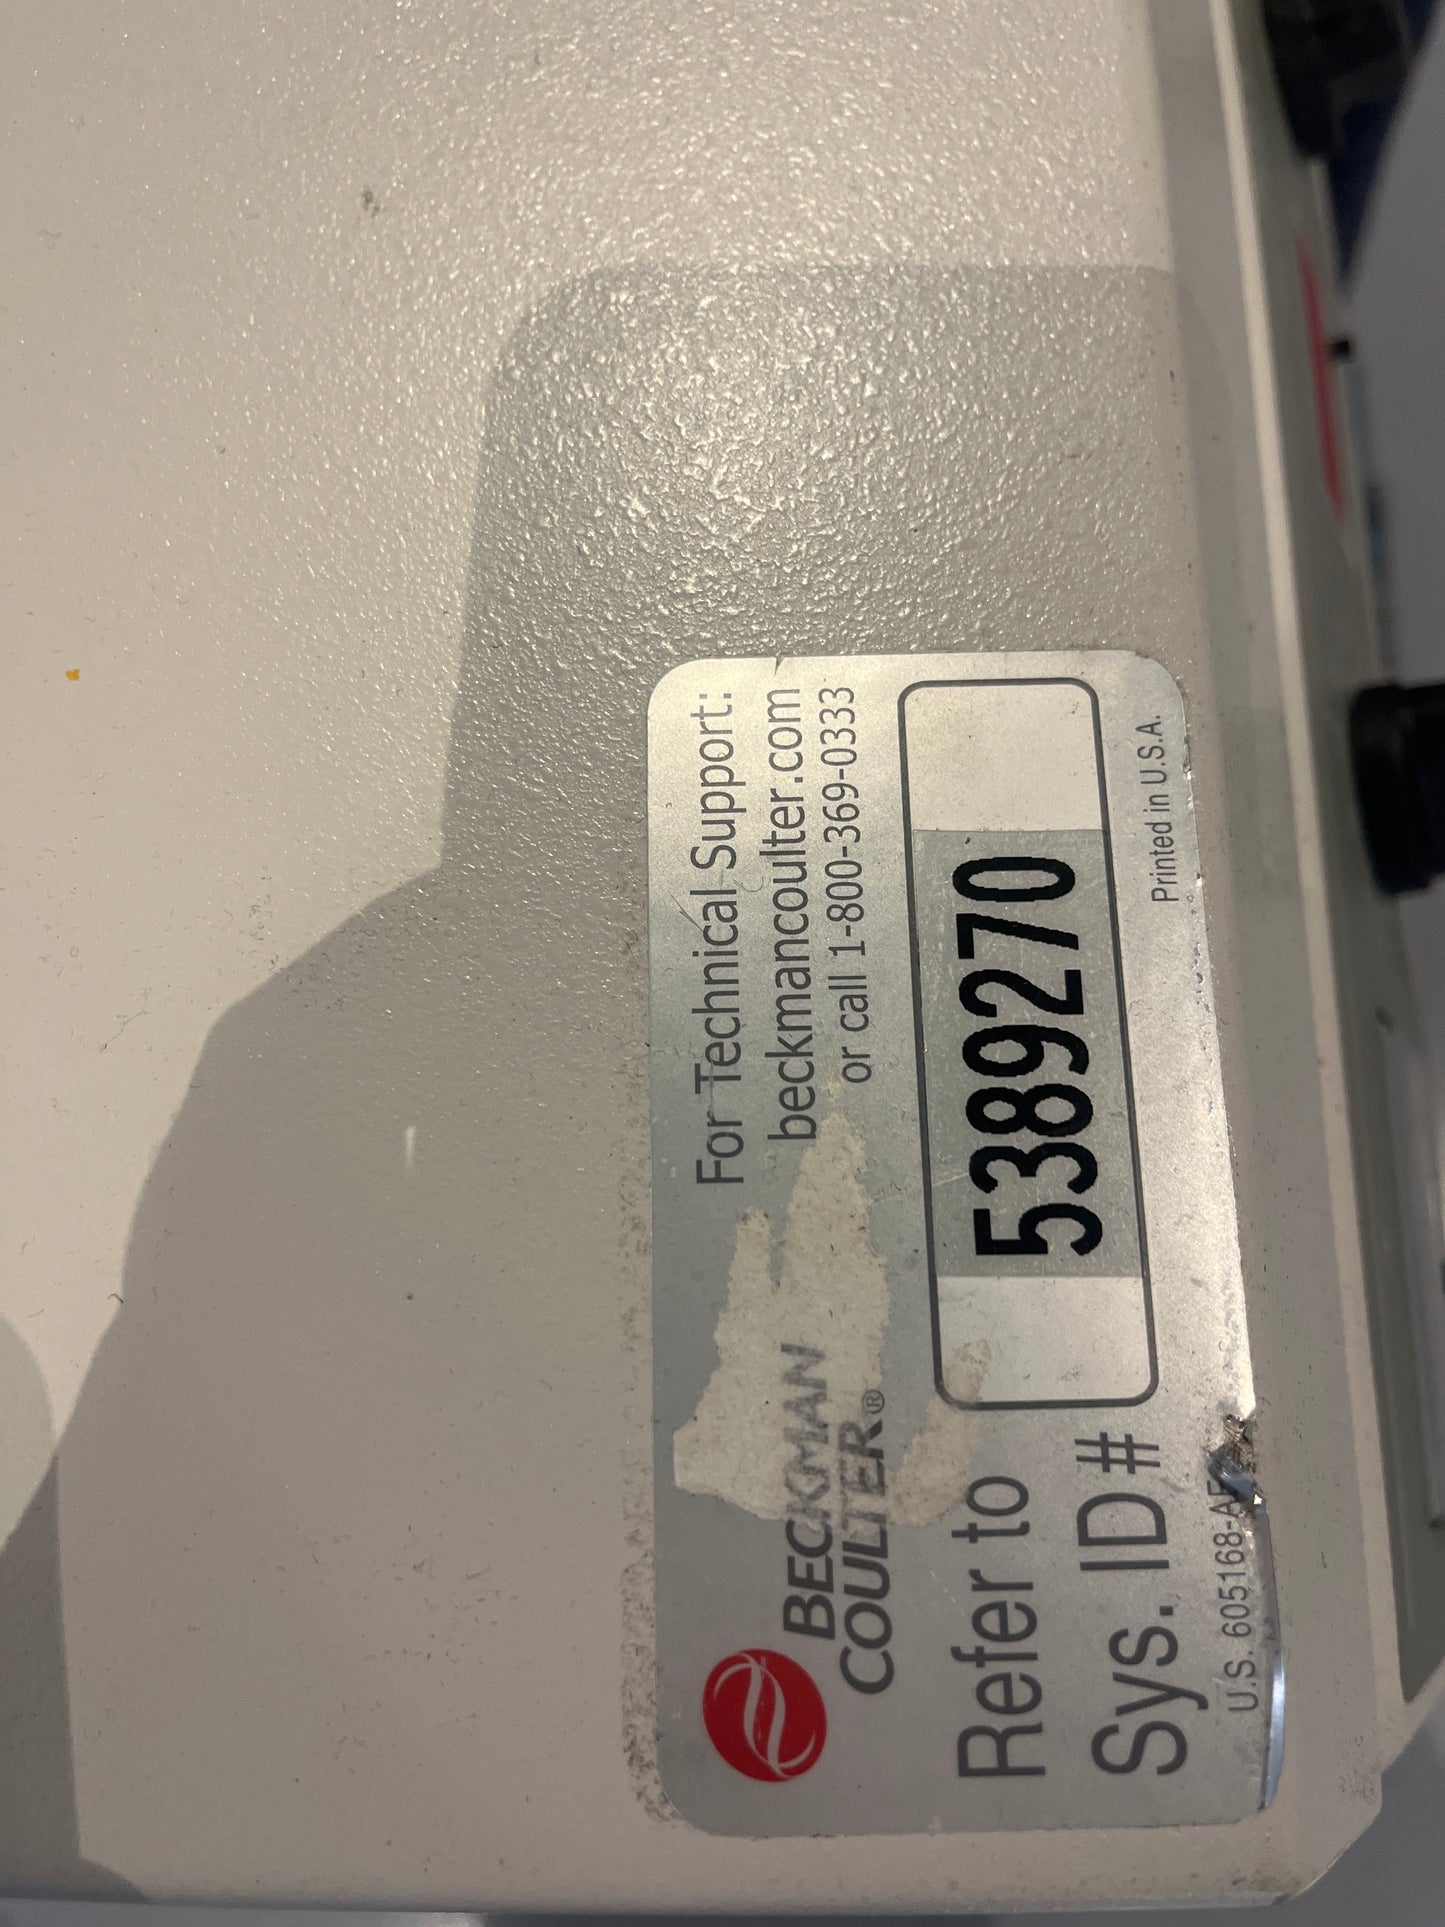 BECKMAN
COULTER®
For Technical Support:
beckmancoulter.com
or call 1-800-369-0333
Refer to
Sys. ID#
5389270
U.S. 605168-
Printed in U.S.A.